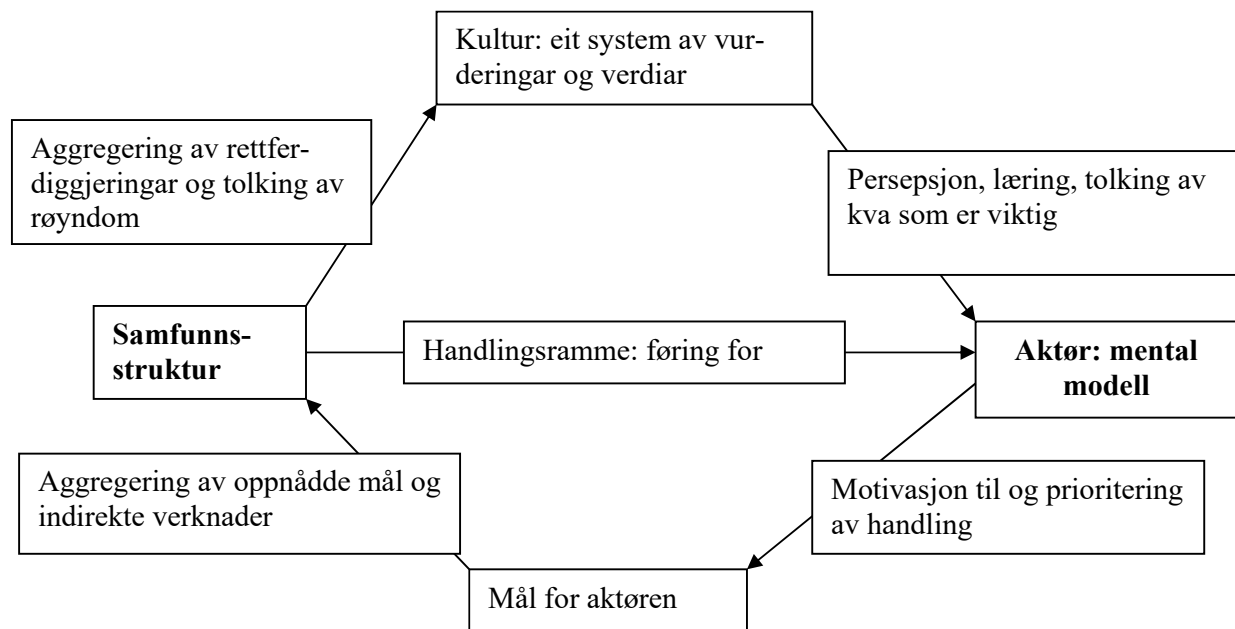 Kultur: eit system av vur-
deringar og verdiar
Aggregering av rettfer-
diggjeringar og tolking av
røyndom
Persepsjon, læring, tolking av
kva som er viktig
Samfunns-
struktur
Handlingsramme: føring for
Aktør: mental
modell
Aggregering av oppnådde mål og
indirekte verknader
Motivasjon til og prioritering
av handling
Mål for aktøren